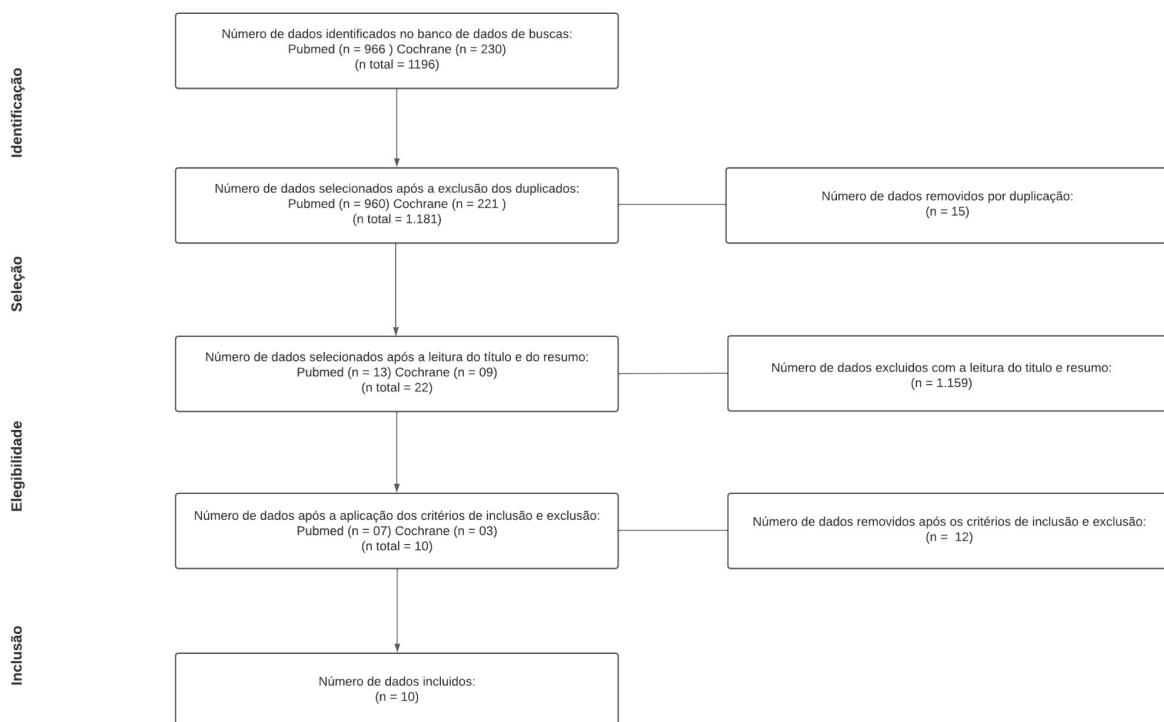 Identificação
Número de dados identificados no banco de dados de buscas:
Pubmed (n = 966 ) Cochrane (n = 230)
(n total = 1196)
Número de dados selecionados após a exclusão dos duplicados:
Pubmed (n = 960) Cochrane (n = 221 )
(n total = 1.181)
Número de dados removidos por duplicação:
(n = 15)
Seleção
Número de dados selecionados após a leitura do título e do resumo:
Pubmed (n = 13) Cochrane (n = 09)
(n total = 22)
Número de dados excluidos com a leitura do titulo e resumo:
(n = 1.159)
Elegibilidade
Número de dados após a aplicação dos critérios de inclusão e exclusão:
Pubmed (n = 07) Cochrane (n = 03)
(n total = 10)
Número de dados removidos após os critérios de inclusão e exclusão:
(n =  12)
Inclusão
Número de dados incluidos:
(n = 10)